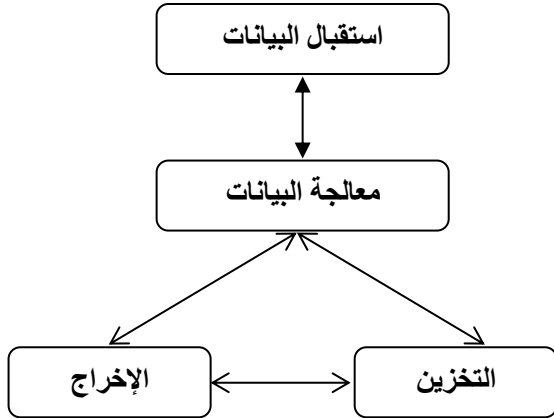 استقبال البيانات
معالجة البيانات
التخزين
الإخراج